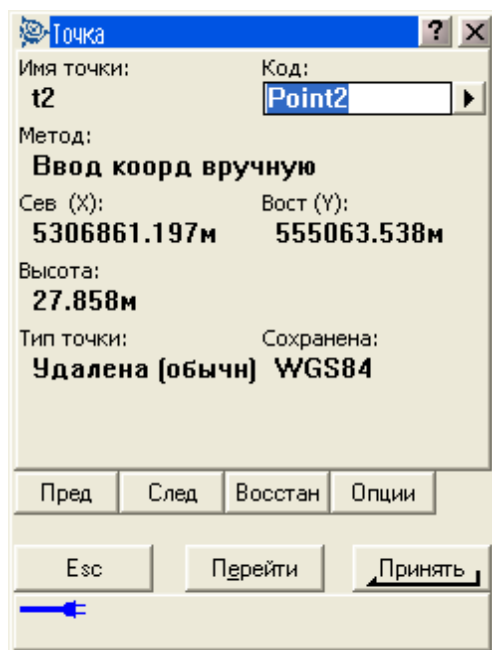 Точка ? X
Имя точки: Код:
t2 Point2
Метод:
Ввод коорд вручную
Сев (X): Вост (Y):
5306861.197м 555063.538м
Высота:
27.858м
Тип точки: Сохранена:
Удалена (обычн) WGS84
Пред След Восстан Опции
Esc Перейти Принять